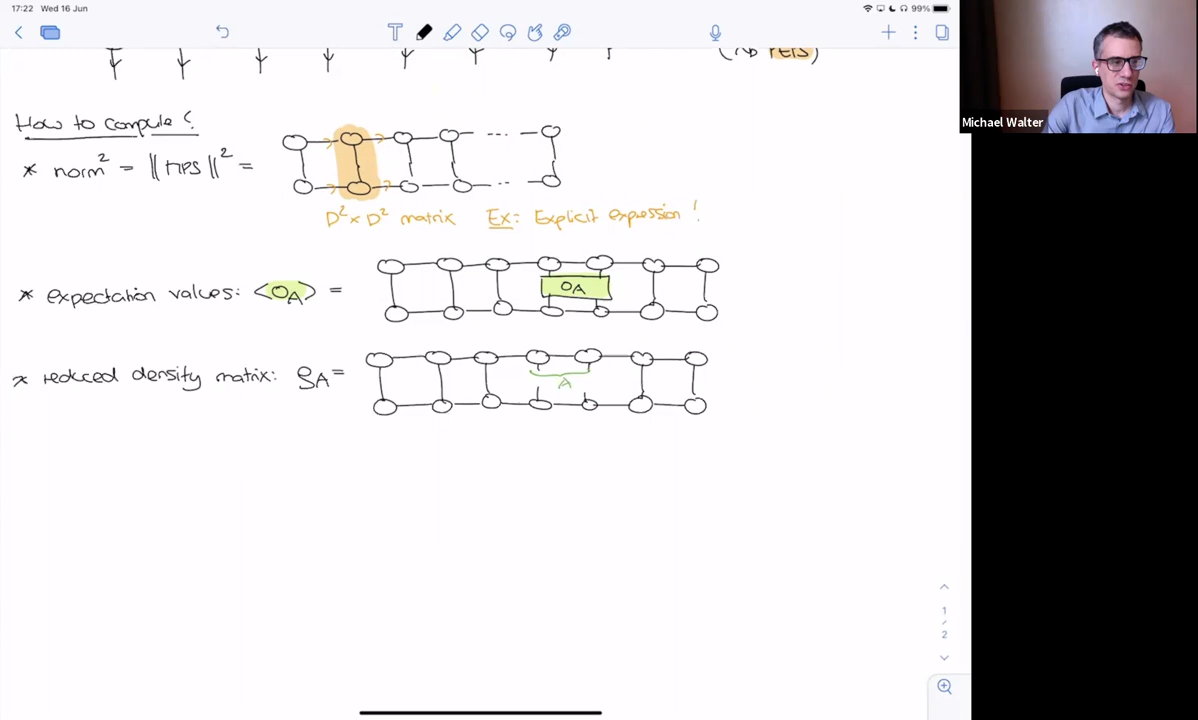 17:22 Wed 16 Jun
99%
(no PEPS)
How to compute?
* norm² = || MPS ||² =
...
..
D² × D² matrix Ex: Explicit expression!
* expectation values: <O_A> =
O_A
* reduced density matrix: ρ_A =
A
1
/
2
Michael Walter